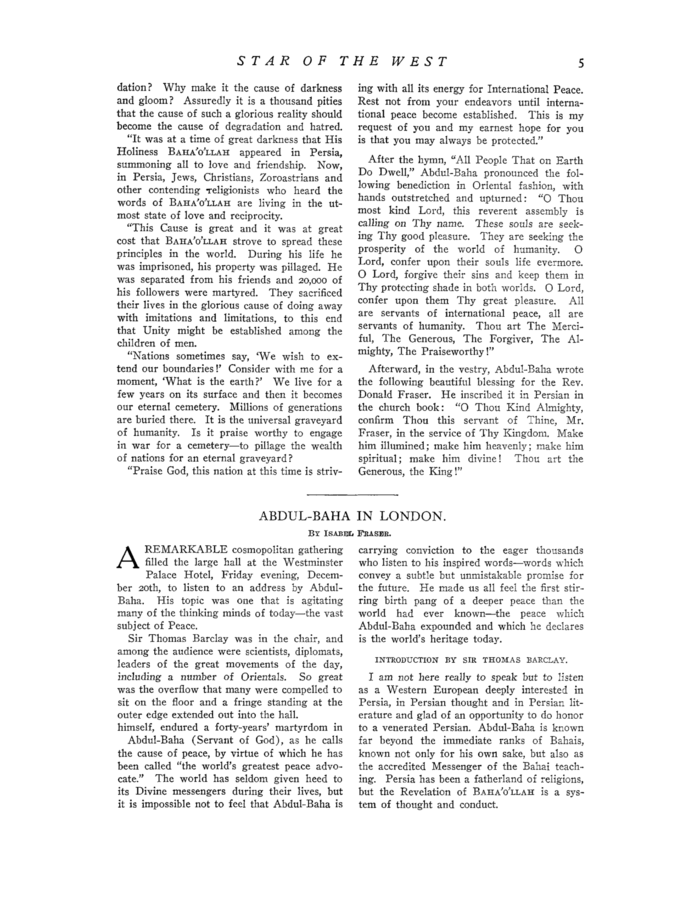 STAR OF THE WEST 5
dation? Why make it the cause of darkness
and gloom? Assuredly it is a thousand pities
that the cause of such a glorious reality should
become the cause of degradation and hatred.
"It was at a time of great darkness that His
Holiness BAHA'O'LLAH appeared in Persia,
summoning all to love and friendship. Now,
in Persia, Jews, Christians, Zoroastrians and
other contending religionists who heard the
words of BAHA'O'LLAH are living in the ut-
most state of love and reciprocity.
"This Cause is great and it was at great
cost that BAHA'O'LLAH strove to spread these
principles in the world. During his life he
was imprisoned, his property was pillaged. He
was separated from his friends and 20,000 of
his followers were martyred. They sacrificed
their lives in the glorious cause of doing away
with imitations and limitations, to this end
that Unity might be established among the
children of men.
"Nations sometimes say, 'We wish to ex-
tend our boundaries!' Consider with me for a
moment, 'What is the earth?' We live for a
few years on its surface and then it becomes
our eternal cemetery. Millions of generations
are buried there. It is the universal graveyard
of humanity. Is it praise worthy to engage
in war for a cemetery—to pillage the wealth
of nations for an eternal graveyard?
"Praise God, this nation at this time is striv-
ing with all its energy for International Peace.
Rest not from your endeavors until interna-
tional peace become established. This is my
request of you and my earnest hope for you
is that you may always be protected."
After the hymn, "All People That on Earth
Do Dwell," Abdul-Baha pronounced the fol-
lowing benediction in Oriental fashion, with
hands outstretched and upturned: "O Thou
most kind Lord, this reverent assembly is
calling on Thy name. These souls are seek-
ing Thy good pleasure. They are seeking the
prosperity of the world of humanity. O
Lord, confer upon their souls life evermore.
O Lord, forgive their sins and keep them in
Thy protecting shade in both worlds. O Lord,
confer upon them Thy great pleasure. All
are servants of international peace, all are
servants of humanity. Thou art The Merci-
ful, The Generous, The Forgiver, The Al-
mighty, The Praiseworthy!"
Afterward, in the vestry, Abdul-Baha wrote
the following beautiful blessing for the Rev.
Donald Fraser. He inscribed it in Persian in
the church book: "O Thou Kind Almighty,
confirm Thou this servant of Thine, Mr.
Fraser, in the service of Thy Kingdom. Make
him illumined; make him heavenly; make him
spiritual; make him divine! Thou art the
Generous, the King!"
ABDUL-BAHA IN LONDON.
BY ISABEL FRASER.
A REMARKABLE cosmopolitan gathering
filled the large hall at the Westminster
Palace Hotel, Friday evening, Decem-
ber 20th, to listen to an address by Abdul-
Baha. His topic was one that is agitating
many of the thinking minds of today—the vast
subject of Peace.
Sir Thomas Barclay was in the chair, and
among the audience were scientists, diplomats,
leaders of the great movements of the day,
including a number of Orientals. So great
was the overflow that many were compelled to
sit on the floor and a fringe standing at the
outer edge extended out into the hall.
himself, endured a forty-years' martyrdom in
Abdul-Baha (Servant of God), as he calls
the cause of peace, by virtue of which he has
been called "the world's greatest peace advo-
cate." The world has seldom given heed to
its Divine messengers during their lives, but
it is impossible not to feel that Abdul-Baha is
carrying conviction to the eager thousands
who listen to his inspired words—words which
convey a subtle but unmistakable promise for
the future. He made us all feel the first stir-
ring birth pang of a deeper peace than the
world had ever known—the peace which
Abdul-Baha expounded and which he declares
is the world's heritage today.
INTRODUCTION BY SIR THOMAS BARCLAY.
I am not here really to speak but to listen
as a Western European deeply interested in
Persia, in Persian thought and in Persian lit-
erature and glad of an opportunity to do honor
to a venerated Persian. Abdul-Baha is known
far beyond the immediate ranks of Bahais,
known not only for his own sake, but also as
the accredited Messenger of the Bahai teach-
ing. Persia has been a fatherland of religions,
but the Revelation of BAHA'O'LLAH is a sys-
tem of thought and conduct.